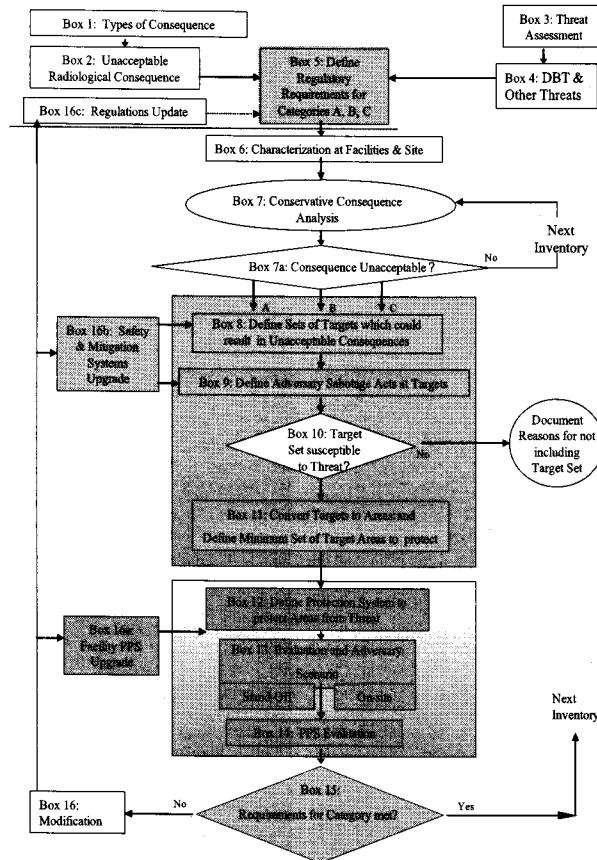 Box 1: Types of Consequence
Box 2: Unacceptable
Radiological Consequence
Box 16c: Regulations Update
Box 5: Define
Regulatory
Requirements for
Categories A, B, C
Box 3: Threat
Assessment
Box 4: DBT &
Other Threats
Box 6: Characterization at Facilities & Site
Box 7: Conservative Consequence
Analysis
Next
Inventory
No
Box 7a: Consequence Unacceptable ?
A
B
C
Box 16b: Safety
& Mitigation
Systems
Upgrade
Box 8: Define Sets of Targets which could
result in Unacceptable Consequences
Box 9: Define Adversary Sabotage Acts at Targets
Box 10: Target
Set susceptible
to Threat?
No
Document
Reasons for not
including
Target Set
Box 11: Convert Targets to Areas and
Define Minimum Set of Target Areas to protect
Box 12: Define Protection System to
protect Areas from Threat
Box 16a:
Facility PPS
Upgrade
Box 13: Evaluation and Adversary
Scenario
Stand-Off
On-site
Box 14: PPS Evaluation
Next
Inventory
Box 15:
Requirements for Category met?
No
Yes
Box 16:
Modification